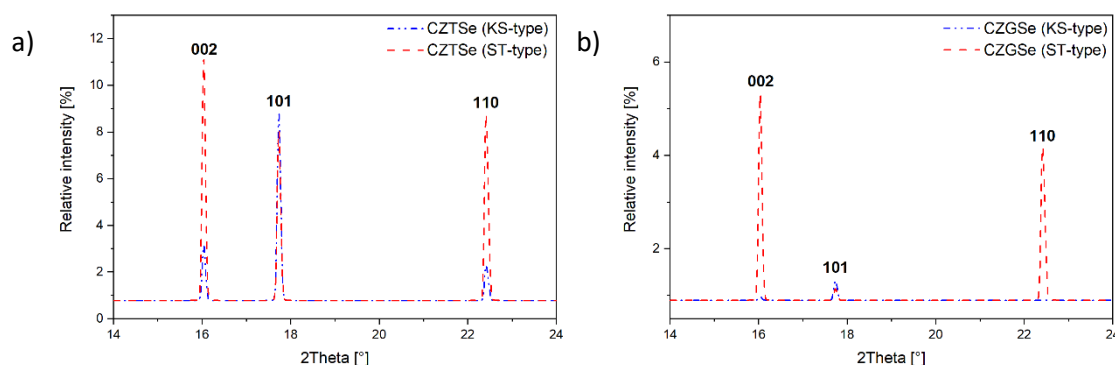 a)
CZTSe (KS-type)
CZTSe (ST-type)
002
101
110
Relative intensity [%]
12
10
8
6
4
2
0
14 16 18 20 22 24
2Theta [°]
b)
CZGSe (KS-type)
CZGSe (ST-type)
002
110
101
Relative intensity [%]
6
4
2
14 16 18 20 22 24
2Theta [°]